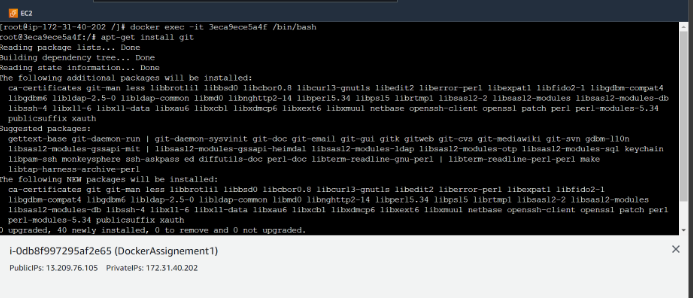 EC2
[root@ip-172-31-40-202 /]# docker exec -it 3eca9ece5a4f /bin/bash
root@3eca9ece5a4f:/# apt-get install git
Reading package lists... Done
Building dependency tree... Done
Reading state information... Done
The following additional packages will be installed:
ca-certificates git-man less libbrotli1 libbsd0 libcbor0.8 libcurl3-gnutls libedit2 liberror-perl libexpat1 libfido2-1 libgdbm-compat4
libgdbm6 libldap-2.5-0 libldap-common libmd0 libnghttp2-14 libperl5.34 libpsl5 librtmp1 libsasl2-2 libsasl2-modules libsasl2-modules-db
libssh-4 libx11-6 libx11-data libxau6 libxcb1 libxdmcp6 libxext6 libxmuu1 netbase openssh-client openssl patch perl perl-modules-5.34
publicsuffix xauth
Suggested packages:
gettext-base git-daemon-run | git-daemon-sysvinit git-doc git-email git-gui gitk gitweb git-cvs git-mediawiki git-svn gdbm-l10n
libsasl2-modules-gssapi-mit | libsasl2-modules-gssapi-heimdal libsasl2-modules-ldap libsasl2-modules-otp libsasl2-modules-sql keychain
libpam-ssh monkeysphere ssh-askpass ed diffutils-doc perl-doc libterm-readline-gnu-perl | libterm-readline-perl-perl make
libtap-harness-archive-perl
The following NEW packages will be installed:
ca-certificates git git-man less libbrotli1 libbsd0 libcbor0.8 libcurl3-gnutls libedit2 liberror-perl libexpat1 libfido2-1
libgdbm-compat4 libgdbm6 libldap-2.5-0 libldap-common libmd0 libnghttp2-14 libperl5.34 libpsl5 librtmp1 libsasl2-2 libsasl2-modules
libsasl2-modules-db libssh-4 libx11-6 libx11-data libxau6 libxcb1 libxdmcp6 libxext6 libxmuu1 netbase openssh-client openssl patch perl
perl-modules-5.34 publicsuffix xauth
0 upgraded, 40 newly installed, 0 to remove and 0 not upgraded.
i-0db8f997295af2e65 (DockerAssignement1)
PublicIPs: 13.209.76.105 PrivateIPs: 172.31.40.202